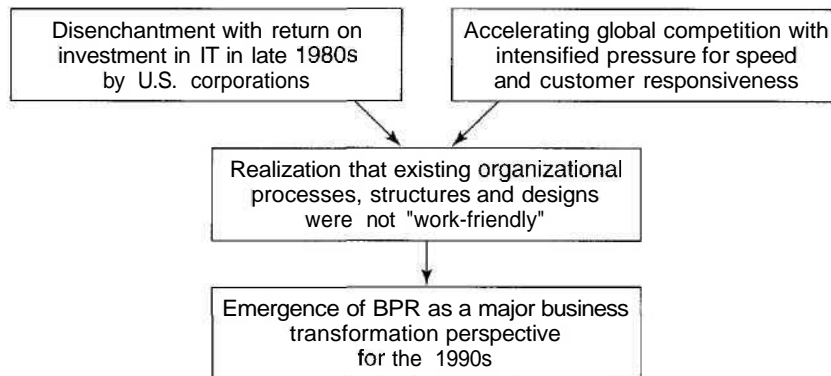 Disenchantment with return on
investment in IT in late 1980s
by U.S. corporations
Accelerating global competition with
intensified pressure for speed
and customer responsiveness
Realization that existing organizational
processes, structures and designs
were not "work-friendly"
Emergence of BPR as a major business
transformation perspective
for the 1990s